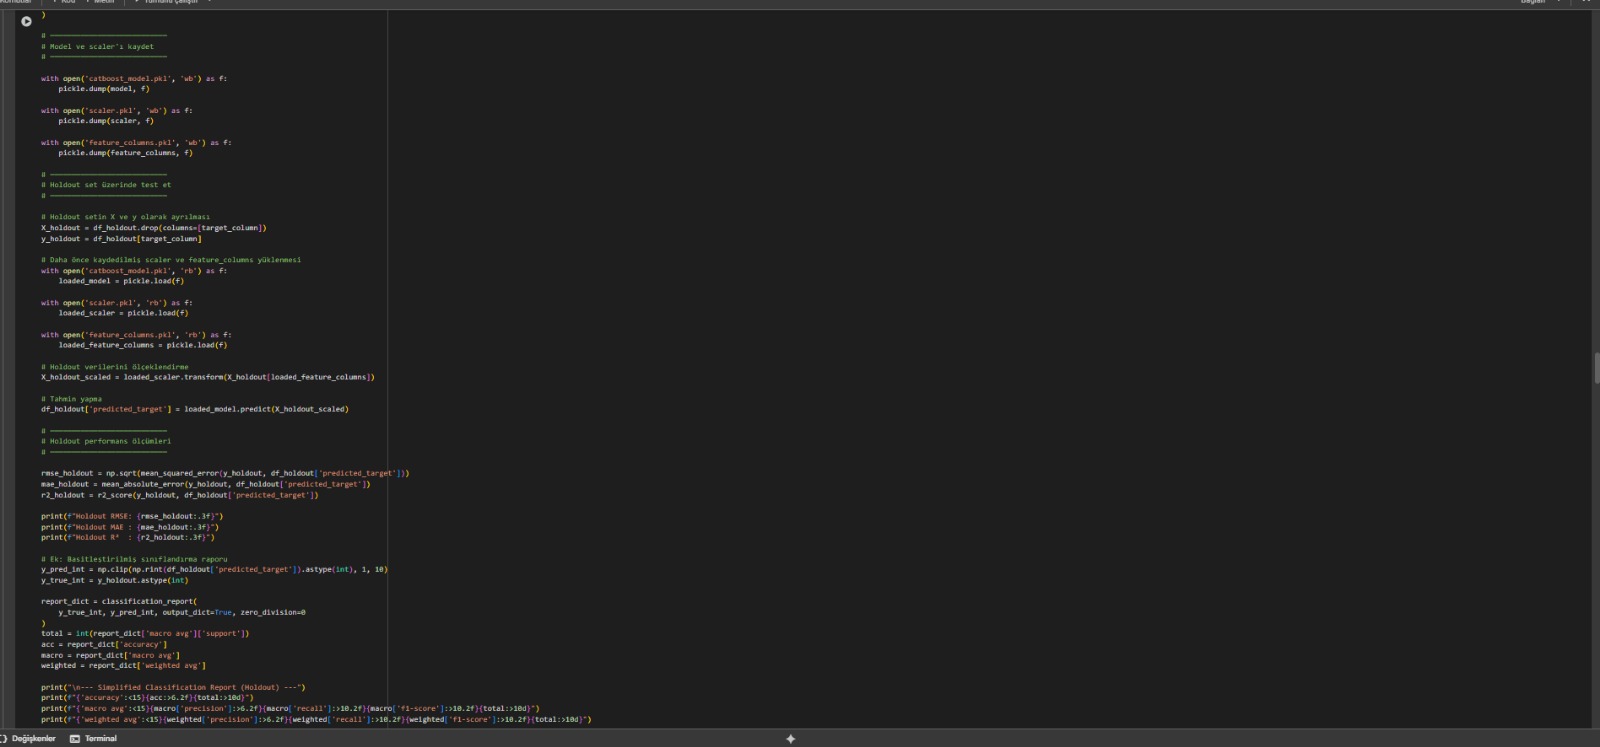 )
# Model ve scaler'ı kaydet
with open('catboost_model.pkl', 'wb') as f:
pickle.dump(model, f)
with open('scaler.pkl', 'wb') as f:
pickle.dump(scaler, f)
with open('feature_columns.pkl', 'wb') as f:
pickle.dump(feature_columns, f)
# Holdout set üzerinde test et
# Holdout setin X ve y olarak ayrılması
X_holdout = df_holdout.drop(columns=[target_column])
y_holdout = df_holdout[target_column]
# Daha önce kaydedilmiş scaler ve feature_columns yüklenmesi
with open('catboost_model.pkl', 'rb') as f:
loaded_model = pickle.load(f)
with open('scaler.pkl', 'rb') as f:
loaded_scaler = pickle.load(f)
with open('feature_columns.pkl', 'rb') as f:
loaded_feature_columns = pickle.load(f)
# Holdout verilerini ölçeklendirme
X_holdout_scaled = loaded_scaler.transform(X_holdout[loaded_feature_columns])
# Tahmin yapma
df_holdout['predicted_target'] = loaded_model.predict(X_holdout_scaled)
# Holdout performans ölçümleri
rmse_holdout = np.sqrt(mean_squared_error(y_holdout, df_holdout['predicted_target']))
mae_holdout = mean_absolute_error(y_holdout, df_holdout['predicted_target'])
r2_holdout = r2_score(y_holdout, df_holdout['predicted_target'])
print(f"Holdout RMSE: {rmse_holdout:.3f}")
print(f"Holdout MAE : {mae_holdout:.3f}")
print(f"Holdout R² : {r2_holdout:.3f}")
# Ek: Basitleştirilmiş sınıflandırma raporu
y_pred_int = np.clip(np.rint(df_holdout['predicted_target']).astype(int), 1, 10)
y_true_int = y_holdout.astype(int)
report_dict = classification_report(
y_true_int, y_pred_int, output_dict=True, zero_division=0
)
total = int(report_dict['macro avg']['support'])
acc = report_dict['accuracy']
macro = report_dict['macro avg']
weighted = report_dict['weighted avg']
print("\n--- Simplified Classification Report (Holdout) ---")
print(f"{'accuracy':<15}{acc:>6.2f}{total:>10d}")
print(f"{'macro avg':<15}{macro['precision']:>6.2f}{macro['recall']:>10.2f}{macro['f1-score']:>10.2f}{total:>10d}")
print(f"{'weighted avg':<15}{weighted['precision']:>6.2f}{weighted['recall']:>10.2f}{weighted['f1-score']:>10.2f}{total:>10d}")
Değişkenler Terminal